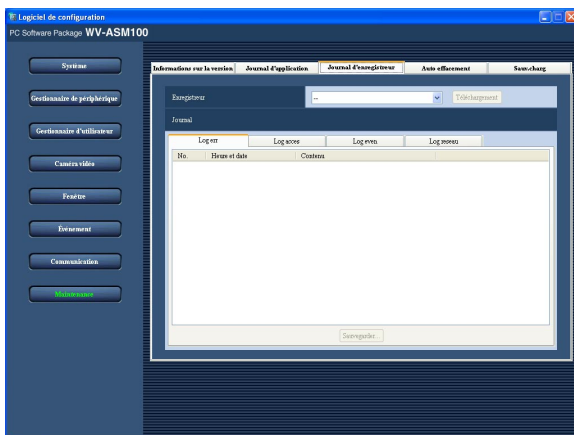 Logiciel de configuration
PC Software Package WV-ASM100
Système
Gestionnaire de périphérique
Gestionnaire d'utilisateur
Caméra vidéo
Fenêtre
Événement
Communication
Maintenance
Informations sur la version Journal d'application Journal d'enregistreur Auto effacement Sauv.charg
Enregistreur -- Téléchargement
Journal
Log err Log acces Log even Log reseau
No. Heure et date Contenu
Sauvegarder...